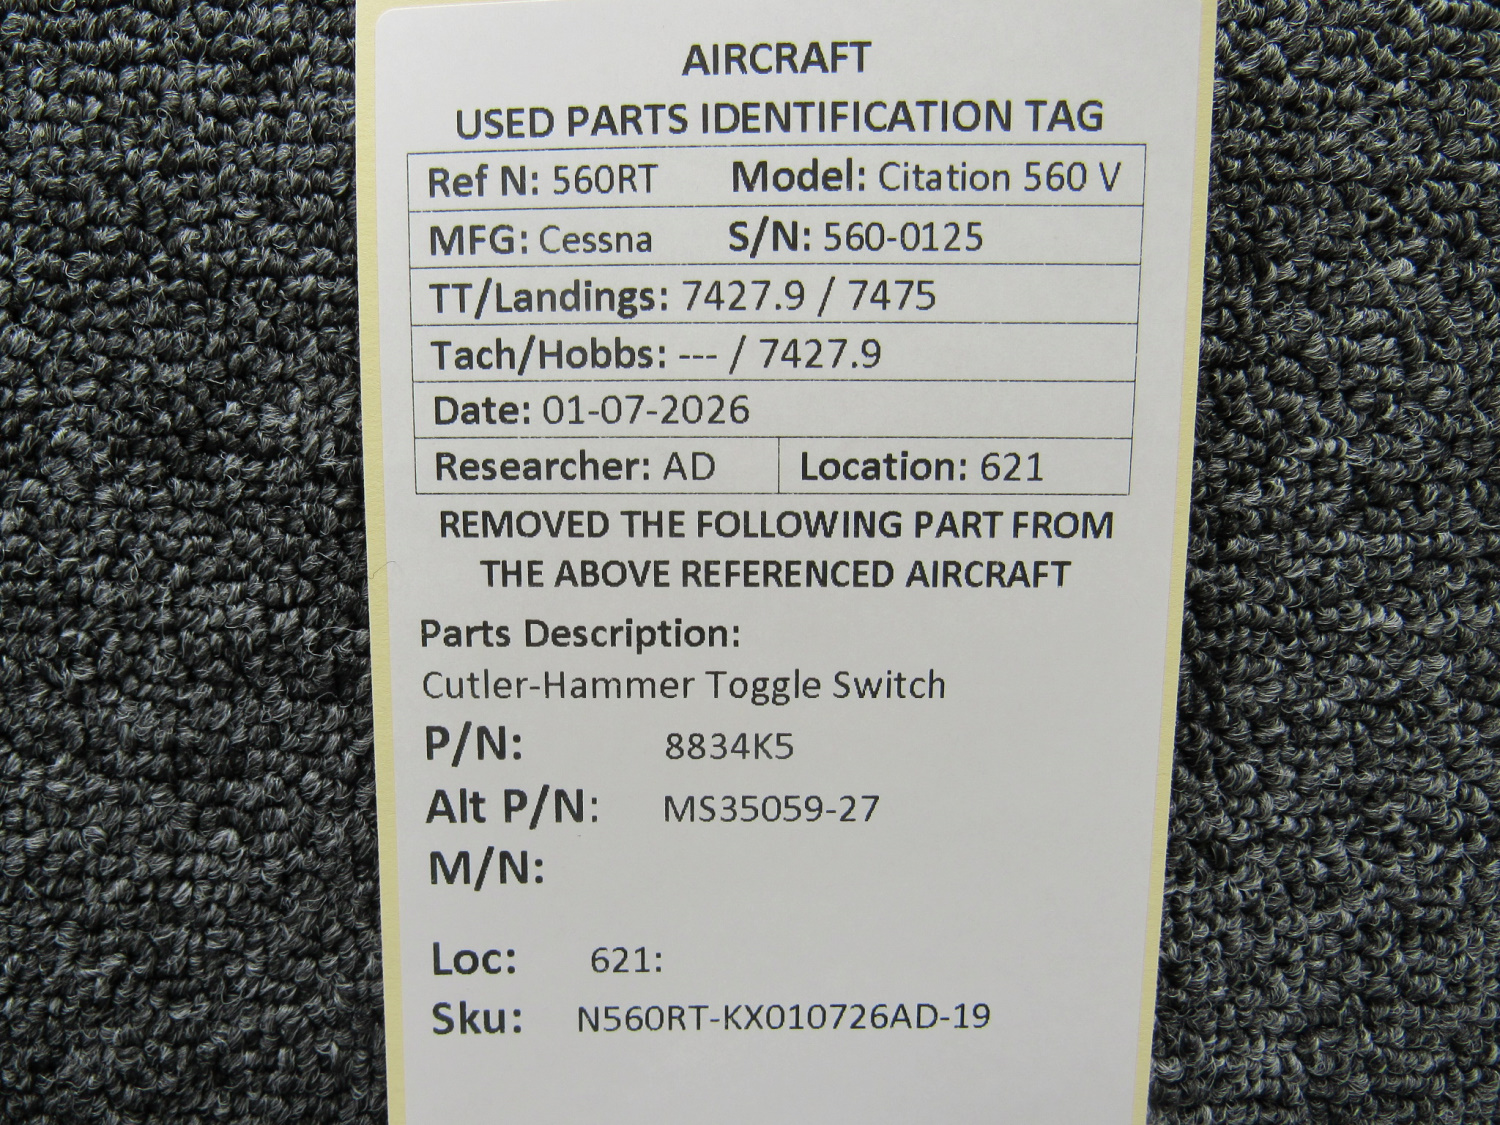 AIRCRAFT
USED PARTS IDENTIFICATION TAG
Ref N: 560RT Model: Citation 560 V
MFG: Cessna S/N: 560-0125
TT/Landings: 7427.9 / 7475
Tach/Hobbs: --- / 7427.9
Date: 01-07-2026
Researcher: AD Location: 621
REMOVED THE FOLLOWING PART FROM
THE ABOVE REFERENCED AIRCRAFT
Parts Description:
Cutler-Hammer Toggle Switch
P/N: 8834K5
Alt P/N: MS35059-27
M/N:
Loc: 621:
Sku: N560RT-KX010726AD-19